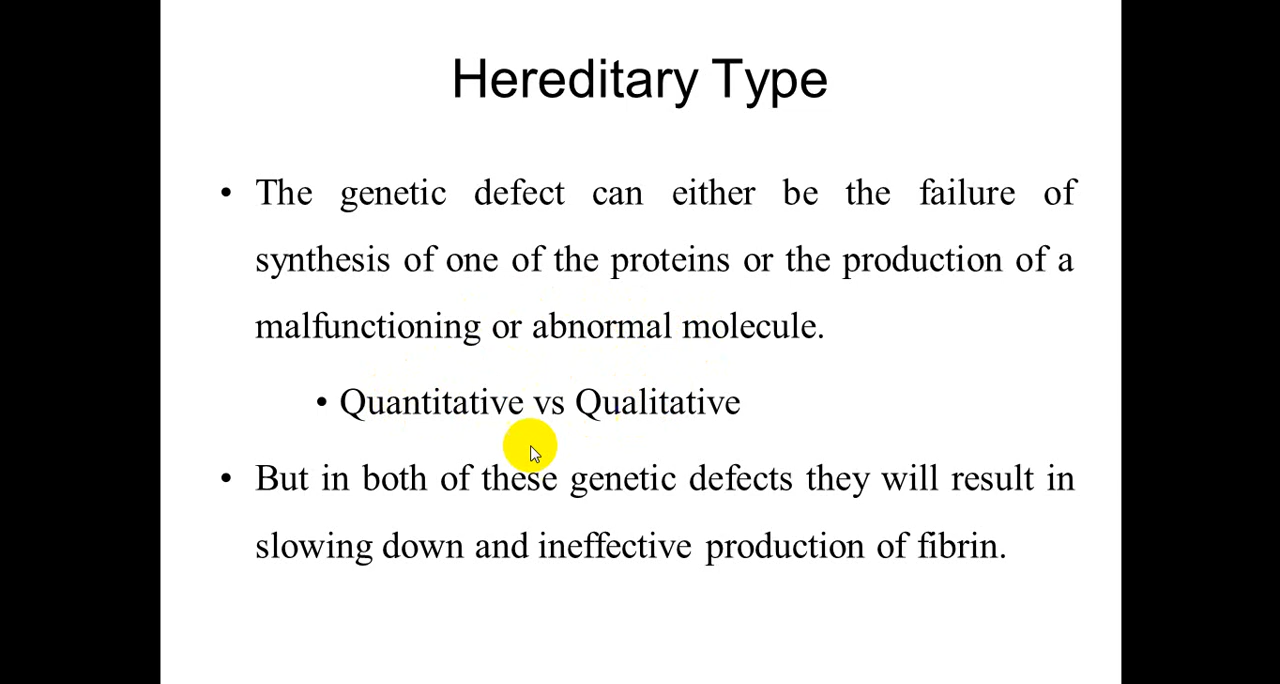 Hereditary Type
• The genetic defect can either be the failure of
synthesis of one of the proteins or the production of a
malfunctioning or abnormal molecule.
• Quantitative vs Qualitative
• But in both of these genetic defects they will result in
slowing down and ineffective production of fibrin.